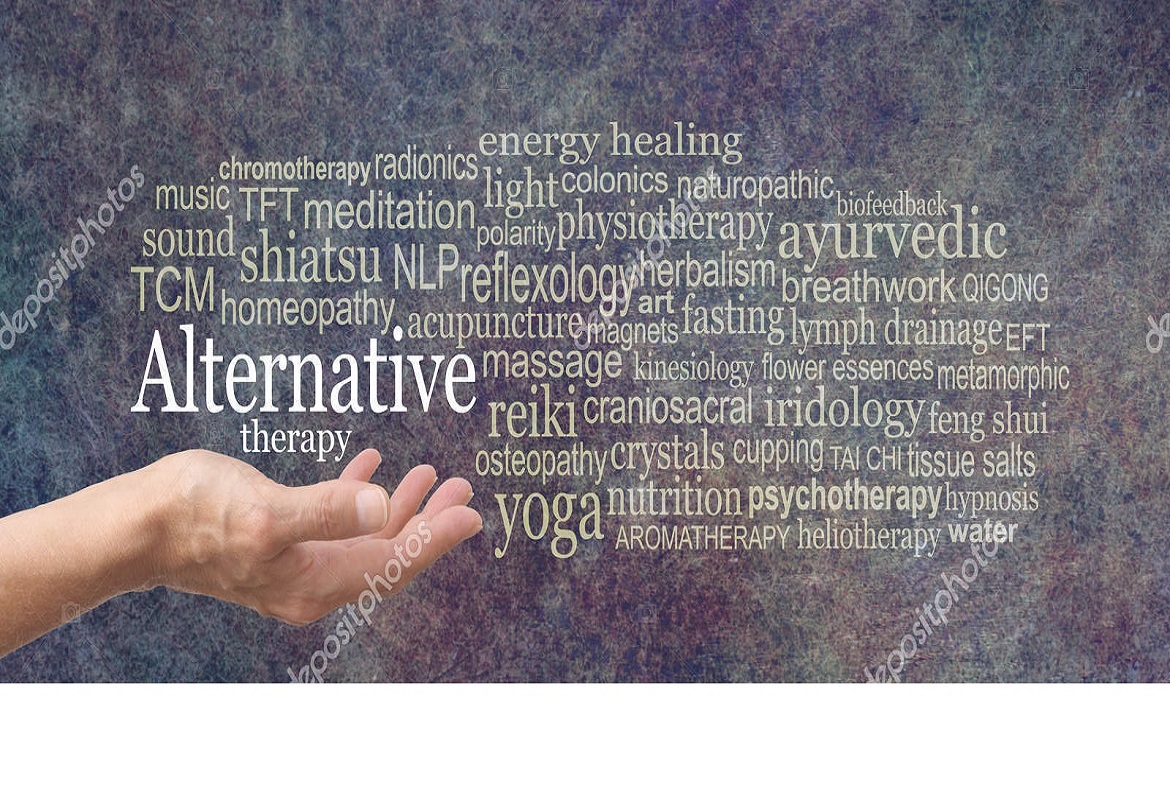 energy healing
chromotherapy radionics
light colonics naturopathic
music TFT meditation
biofeedback
polarity physiotherapy
sound shiatsu NLP
ayurvedic
reflexology herbalism
TCM homeopathy
breathwork QIGONG
art
acupuncture magnets fasting lymph drainage EFT
Alternative
massage kinesiology flower essences metamorphic
reiki craniosacral iridology feng shui
therapy
osteopathy crystals cupping TAI CHI tissue salts
yoga nutrition psychotherapy hypnosis
AROMATHERAPY heliotherapy water
depositphotos
depositphotos
depositphotos
depositphotos